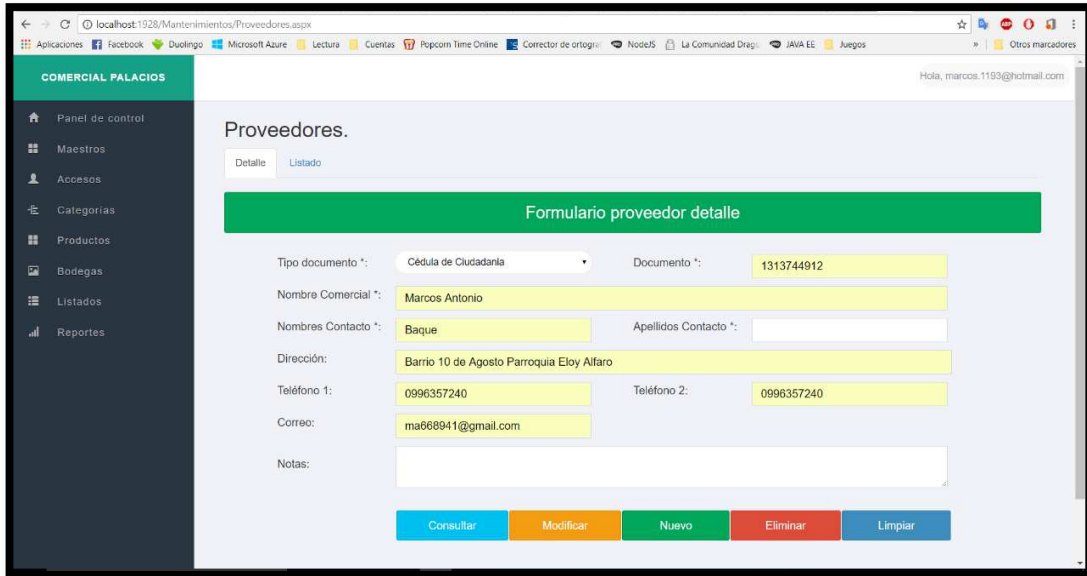 localhost:1928/Mantenimientos/Proveedores.aspx
Aplicaciones Facebook Duolingo Microsoft Azure Lectura Cuentas Popcorn Time Online Corrector de ortogra NodeJS La Comunidad Drag JAVA EE Juegos » Otros marcadores
COMERCIAL PALACIOS
Hola, marcos.1193@hotmail.com
Panel de control
Maestros
Accesos
Categorías
Productos
Bodegas
Listados
Reportes
Proveedores.
Detalle Listado
Formulario proveedor detalle
Tipo documento *: Cédula de Ciudadania Documento *: 1313744912
Nombre Comercial *: Marcos Antonio
Nombres Contacto *: Baque Apellidos Contacto *:
Dirección: Barrio 10 de Agosto Parroquia Eloy Alfaro
Teléfono 1: 0996357240 Teléfono 2: 0996357240
Correo: ma668941@gmail.com
Notas:
Consultar Modificar Nuevo Eliminar Limpiar